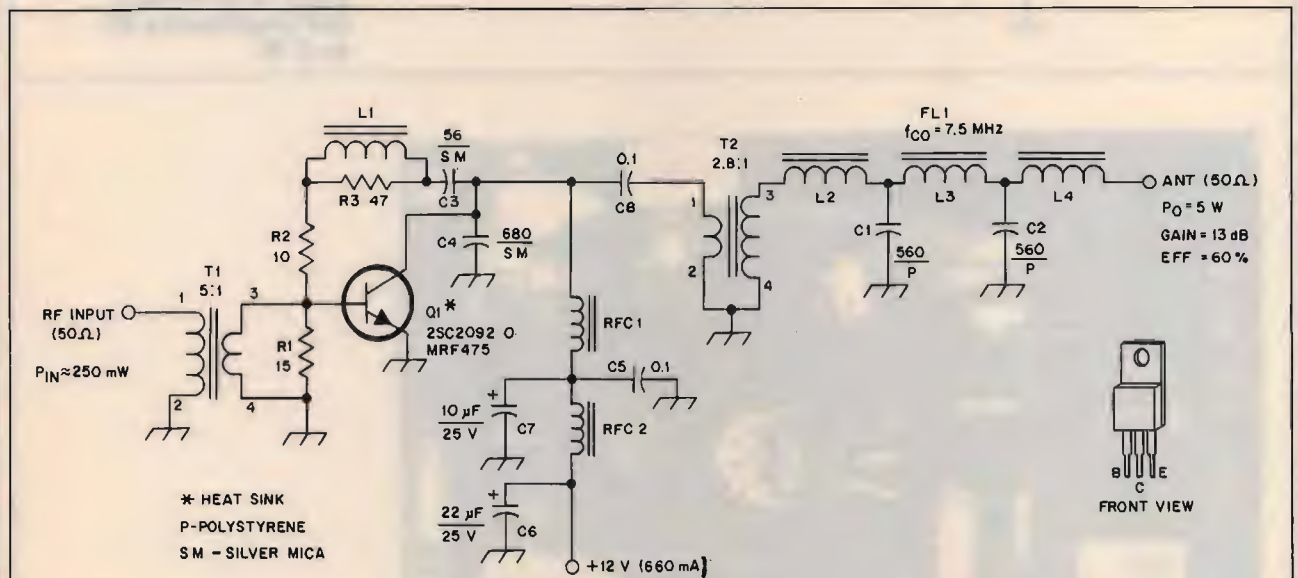 L1
56
SM
C3
R3 47
FL1
fCO = 7.5 MHz
T2
2.8:1
0.1
C8
1
2
3
4
L2
L3
L4
ANT (50Ω)
PO = 5 W
GAIN = 13 dB
EFF = 60%
C1
560
P
C2
560
P
R2
10
C4
680
SM
T1
5:1
1
2
3
4
RF INPUT
(50Ω)
PIN ≈ 250 mW
R1
15
Q1 *
2SC2092 O
MRF475
RFC 1
C5
0.1
10 µF
25 V
C7
RFC 2
22 µF
25 V
C6
+12 V (660 mA)
* HEAT SINK
P-POLYSTYRENE
SM - SILVER MICA
B
C
E
FRONT VIEW